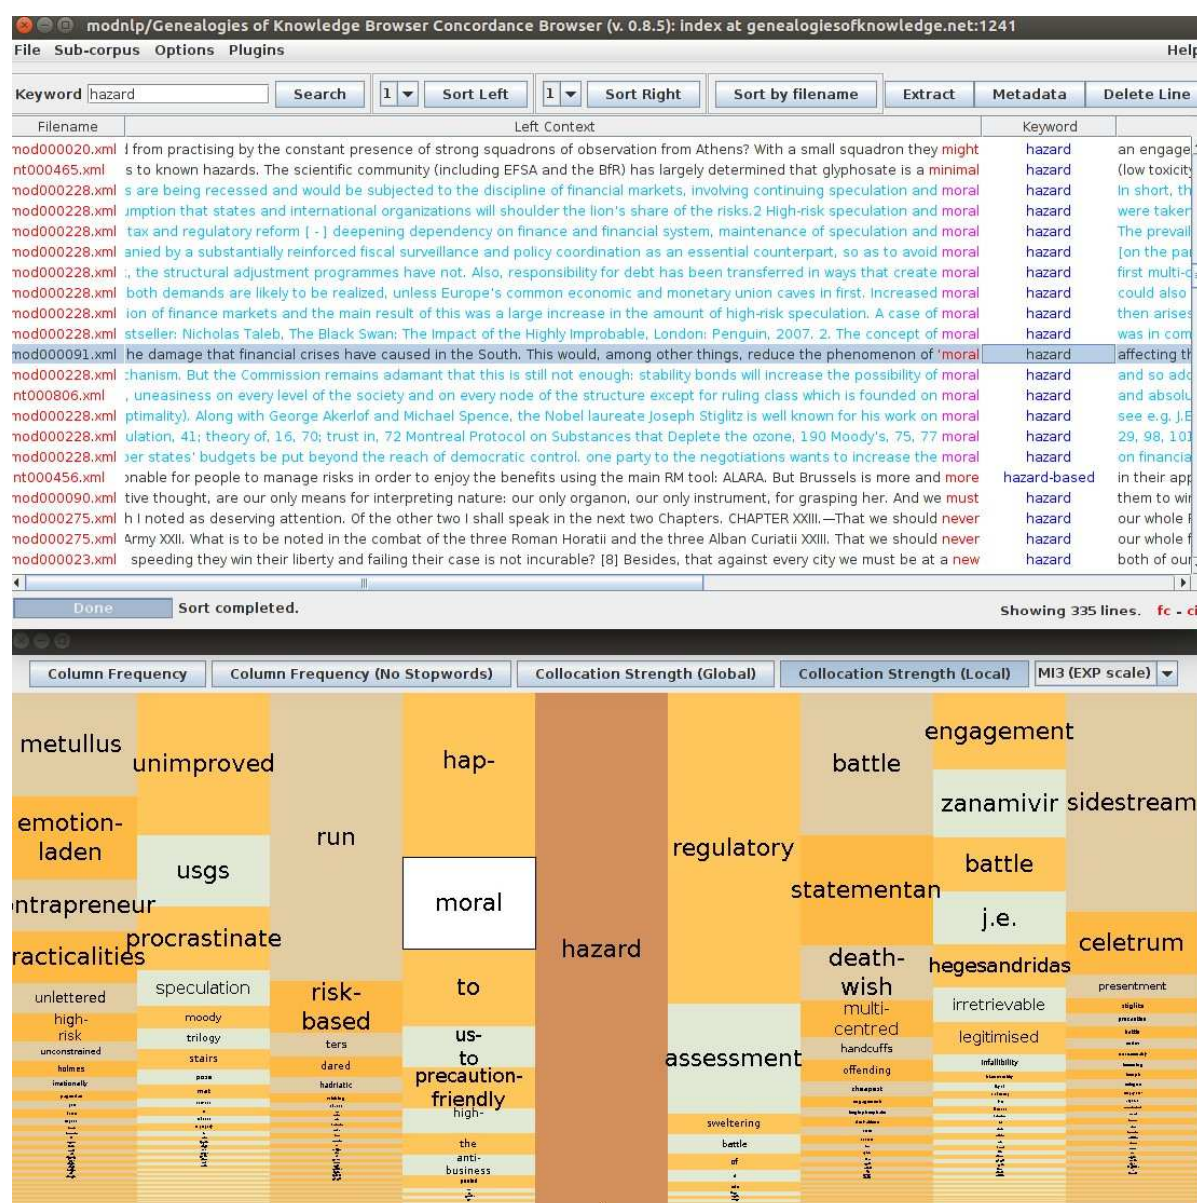 modnlp/Genealogies of Knowledge Browser Concordance Browser (v. 0.8.5): index at genealogiesofknowledge.net:1241
File Sub-corpus Options Plugins Help
Keyword hazard Search 1 Sort Left 1 Sort Right Sort by filename Extract Metadata Delete Line
Filename Left Context Keyword
mod000020.xml from practising by the constant presence of strong squadrons of observation from Athens? With a small squadron they might hazard an engage
nt000465.xml s to known hazards. The scientific community (including EFSA and the BfR) has largely determined that glyphosate is a minimal hazard (low toxicity
mod000228.xml s are being recessed and would be subjected to the discipline of financial markets, involving continuing speculation and moral hazard In short, th
mod000228.xml umption that states and international organizations will shoulder the lion's share of the risks.2 High-risk speculation and moral hazard were taken
mod000228.xml tax and regulatory reform [ - ] deepening dependency on finance and financial system, maintenance of speculation and moral hazard The prevail
mod000228.xml anied by a substantially reinforced fiscal surveillance and policy coordination as an essential counterpart, so as to avoid moral hazard [on the par
mod000228.xml , the structural adjustment programmes have not. Also, responsibility for debt has been transferred in ways that create moral hazard first multi-c
mod000228.xml both demands are likely to be realized, unless Europe's common economic and monetary union caves in first. Increased moral hazard could also
mod000228.xml ion of finance markets and the main result of this was a large increase in the amount of high-risk speculation. A case of moral hazard then arises
mod000228.xml stseller: Nicholas Taleb, The Black Swan: The Impact of the Highly Improbable, London: Penguin, 2007. 2. The concept of moral hazard was in com
mod000091.xml he damage that financial crises have caused in the South. This would, among other things, reduce the phenomenon of 'moral hazard affecting th
mod000228.xml chanism. But the Commission remains adamant that this is still not enough: stability bonds will increase the possibility of moral hazard and so add
nt000806.xml , uneasiness on every level of the society and on every node of the structure except for ruling class which is founded on moral hazard and absolu
mod000228.xml ptimality). Along with George Akerlof and Michael Spence, the Nobel laureate Joseph Stiglitz is well known for his work on moral hazard see e.g. J.E
mod000228.xml ulation, 41; theory of, 16, 70; trust in, 72 Montreal Protocol on Substances that Deplete the ozone, 190 Moody's, 75, 77 moral hazard 29, 98, 101
mod000228.xml er states' budgets be put beyond the reach of democratic control. one party to the negotiations wants to increase the moral hazard on financia
nt000456.xml onable for people to manage risks in order to enjoy the benefits using the main RM tool: ALARA. But Brussels is more and more hazard-based in their app
mod000090.xml tive thought, are our only means for interpreting nature: our only organon, our only instrument, for grasping her. And we must hazard them to win
mod000275.xml h I noted as deserving attention. Of the other two I shall speak in the next two Chapters. CHAPTER XXIII.—That we should never hazard our whole F
mod000275.xml Army XXII. What is to be noted in the combat of the three Roman Horatii and the three Alban Curiatii XXIII. That we should never hazard our whole f
mod000023.xml speeding they win their liberty and failing their case is not incurable? [8] Besides, that against every city we must be at a new hazard both of our
Done Sort completed. Showing 335 lines. fc - ci
Column Frequency Column Frequency (No Stopwords) Collocation Strength (Global) Collocation Strength (Local) MI3 (EXP scale)
metullus
emotion-
laden
ntrapreneur
racticalities
unlettered
high-
risk
unconstrained
holmes
irrationally
unimproved
usgs
procrastinate
speculation
moody
trilogy
stairs
pose
mat
run
risk-
based
ters
dared
hadriatic
hap-
moral
to
us-
to
precaution-
friendly
high-
the
anti-
business
hazard
regulatory
assessment
sweltering
battle
of
battle
statementan
death-
wish
multi-
centred
handcuffs
offending
cheapest
engagement
zanamivir
battle
j.e.
hegesandridas
irretrievable
legitimised
infallibility
sidestream
celetrum
presentment
stiglitz
precaution
battle